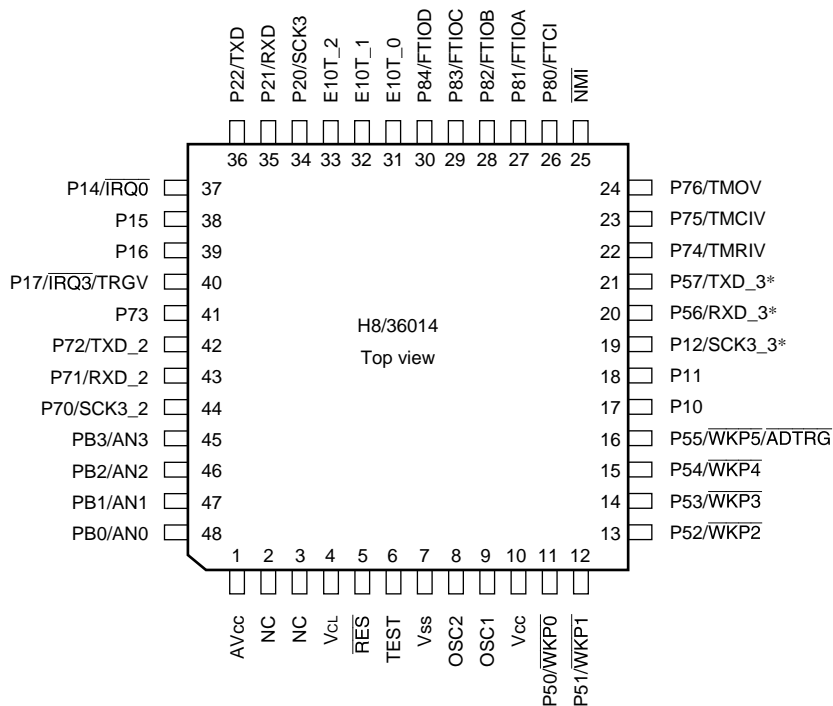 P22/TXD
P21/RXD
P20/SCK3
E10T_2
E10T_1
E10T_0
P84/FTIOD
P83/FTIOC
P82/FTIOB
P81/FTIOA
P80/FTCI
NMI
36 35 34 33 32 31 30 29 28 27 26 25
P14/IRQ0 37
P15 38
P16 39
P17/IRQ3/TRGV 40
P73 41
P72/TXD_2 42
P71/RXD_2 43
P70/SCK3_2 44
PB3/AN3 45
PB2/AN2 46
PB1/AN1 47
PB0/AN0 48
H8/36014
Top view
24 P76/TMOV
23 P75/TMCIV
22 P74/TMRIV
21 P57/TXD_3*
20 P56/RXD_3*
19 P12/SCK3_3*
18 P11
17 P10
16 P55/WKP5/ADTRG
15 P54/WKP4
14 P53/WKP3
13 P52/WKP2
1 2 3 4 5 6 7 8 9 10 11 12
AVcc
NC
NC
VCL
RES
TEST
Vss
OSC2
OSC1
Vcc
P50/WKP0
P51/WKP1